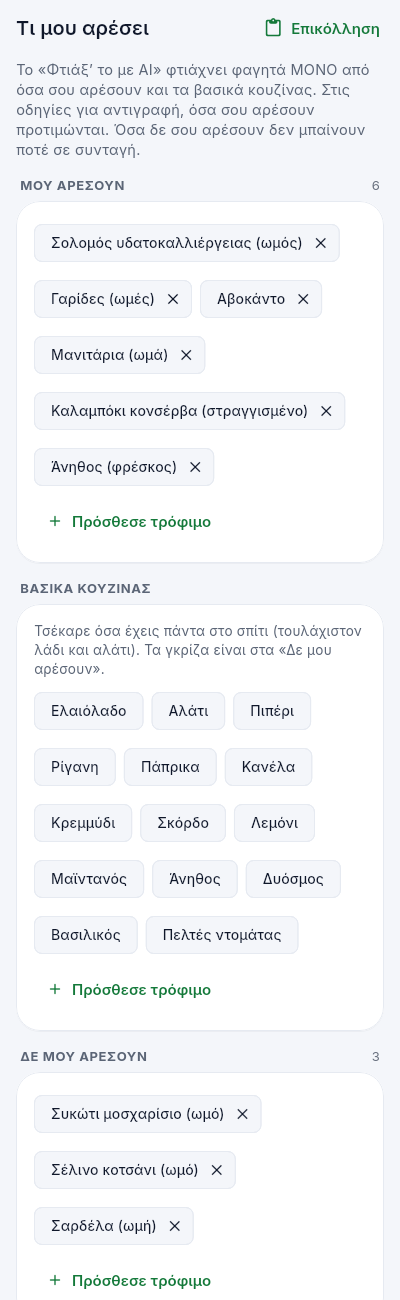 Τι μου αρέσει
Επικόλληση
Το «Φτιάξ’ το με AI» φτιάχνει φαγητά ΜΟΝΟ από
όσα σου αρέσουν και τα βασικά κουζίνας. Στις
οδηγίες για αντιγραφή, όσα σου αρέσουν
προτιμώνται. Όσα δε σου αρέσουν δεν μπαίνουν
ποτέ σε συνταγή.
ΜΟΥ ΑΡΕΣΟΥΝ 6
Σολομός υδατοκαλλιέργειας (ωμός)
Γαρίδες (ωμές) Αβοκάντο
Μανιτάρια (ωμά)
Καλαμπόκι κονσέρβα (στραγγισμένο)
Άνηθος (φρέσκος)
+ Πρόσθεσε τρόφιμο
ΒΑΣΙΚΑ ΚΟΥΖΙΝΑΣ
Τσέκαρε όσα έχεις πάντα στο σπίτι (τουλάχιστον
λάδι και αλάτι). Τα γκρίζα είναι στα «Δε μου
αρέσουν».
Ελαιόλαδο Αλάτι Πιπέρι
Ρίγανη Πάπρικα Κανέλα
Κρεμμύδι Σκόρδο Λεμόνι
Μαϊντανός Άνηθος Δυόσμος
Βασιλικός Πελτές ντομάτας
+ Πρόσθεσε τρόφιμο
ΔΕ ΜΟΥ ΑΡΕΣΟΥΝ 3
Συκώτι μοσχαρίσιο (ωμό)
Σέλινο κοτσάνι (ωμό)
Σαρδέλα (ωμή)
+ Πρόσθεσε τρόφιμο